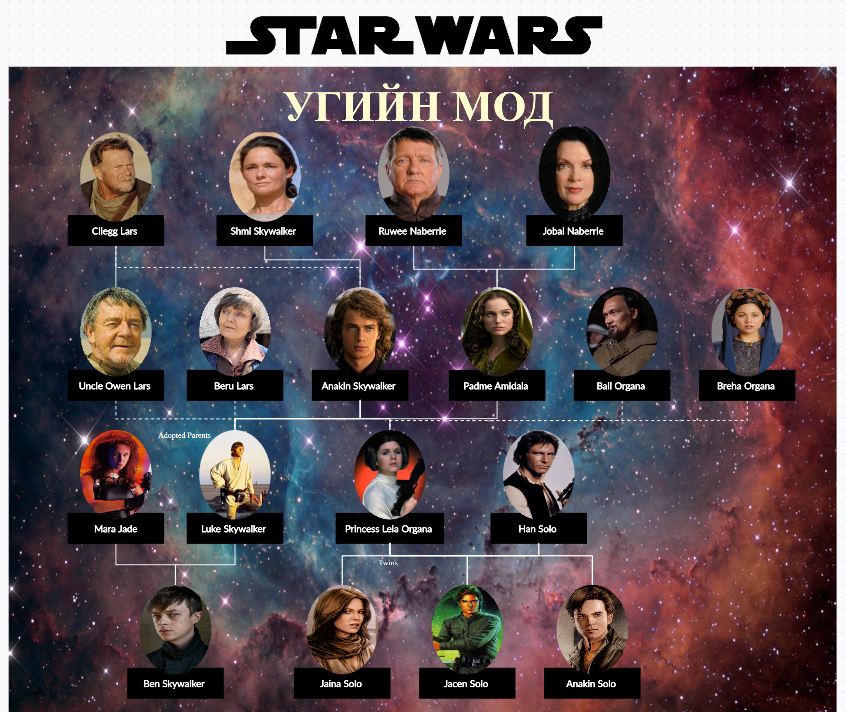 STAR WARS
УГИЙН МОД
Cliegg Lars
Shmi Skywalker
Ruwee Naberrie
Jobal Naberrie
Uncle Owen Lars
Beru Lars
Anakin Skywalker
Padme Amidala
Bail Organa
Breha Organa
Adopted Parents
Mara Jade
Luke Skywalker
Princess Leia Organa
Han Solo
Twins
Ben Skywalker
Jaina Solo
Jacen Solo
Anakin Solo